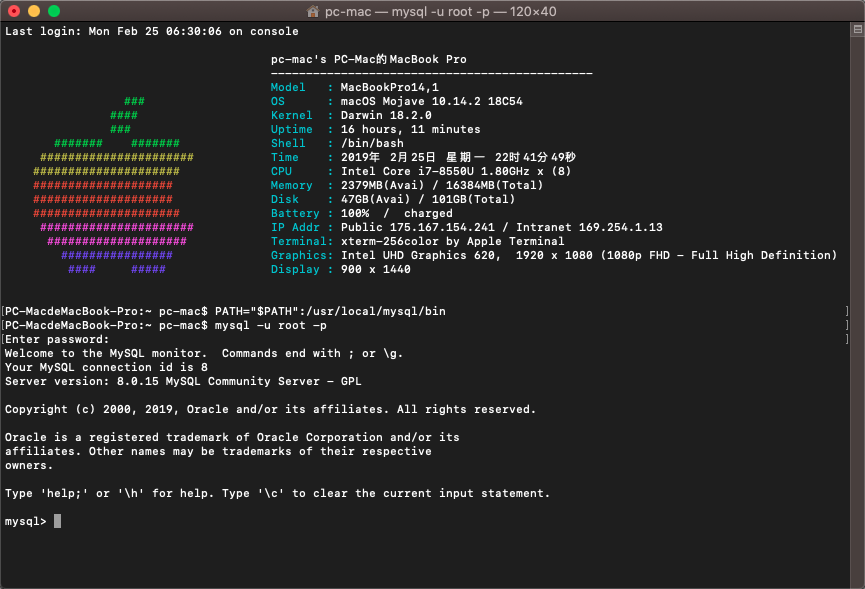 pc-mac — mysql -u root -p — 120×40
Last login: Mon Feb 25 06:30:06 on console
pc-mac's PC-Mac的MacBook Pro
----------------------------------------------
Model : MacBookPro14,1
### OS : macOS Mojave 10.14.2 18C54
#### Kernel : Darwin 18.2.0
### Uptime : 16 hours, 11 minutes
####### ####### Shell : /bin/bash
###################### Time : 2019年 2月25日 星期一 22时41分49秒
##################### CPU : Intel Core i7-8550U 1.80GHz x (8)
#################### Memory : 2379MB(Avai) / 16384MB(Total)
#################### Disk : 47GB(Avai) / 101GB(Total)
##################### Battery : 100% / charged
###################### IP Addr : Public 175.167.154.241 / Intranet 169.254.1.13
#################### Terminal: xterm-256color by Apple Terminal
################ Graphics: Intel UHD Graphics 620, 1920 x 1080 (1080p FHD - Full High Definition)
#### ##### Display : 900 x 1440
[PC-MacdeMacBook-Pro:~ pc-mac$ PATH="$PATH":/usr/local/mysql/bin ]
[PC-MacdeMacBook-Pro:~ pc-mac$ mysql -u root -p ]
[Enter password: ]
Welcome to the MySQL monitor. Commands end with ; or \g.
Your MySQL connection id is 8
Server version: 8.0.15 MySQL Community Server - GPL
Copyright (c) 2000, 2019, Oracle and/or its affiliates. All rights reserved.
Oracle is a registered trademark of Oracle Corporation and/or its
affiliates. Other names may be trademarks of their respective
owners.
Type 'help;' or '\h' for help. Type '\c' to clear the current input statement.
mysql>